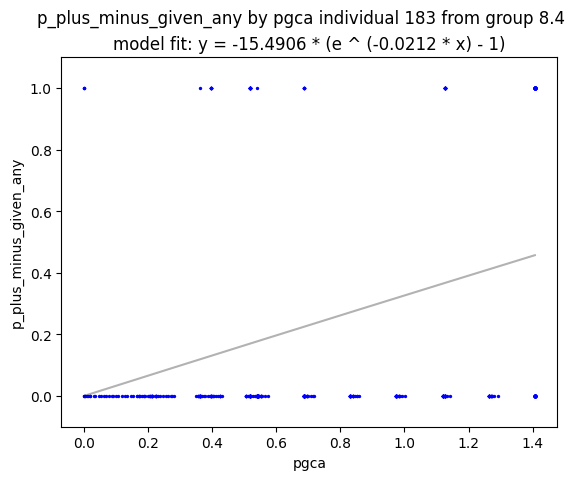 p_plus_minus_given_any by pgca individual 183 from group 8.4
model fit: y = -15.4906 * (e ^ (-0.0212 * x) - 1)
1.0
0.8
0.6
0.4
0.2
0.0
p_plus_minus_given_any
0.0 0.2 0.4 0.6 0.8 1.0 1.2 1.4
pgca